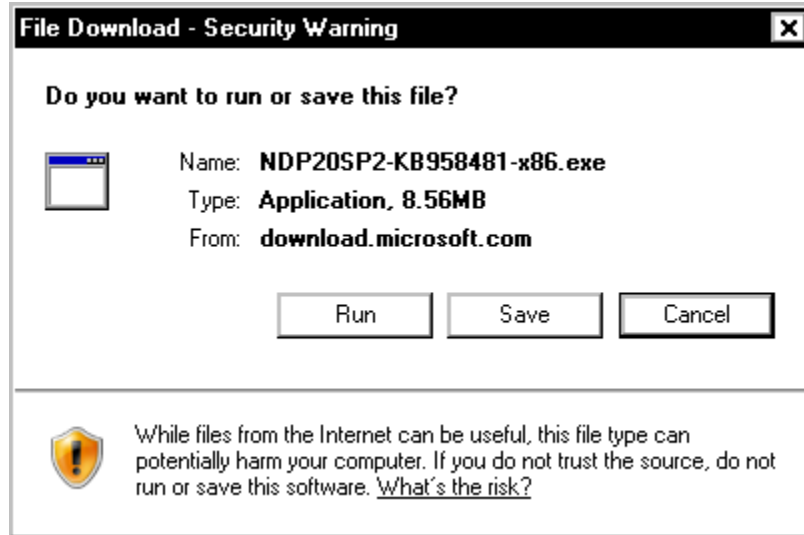 File Download - Security Warning
Do you want to run or save this file?
Name: NDP20SP2-KB958481-x86.exe
Type: Application, 8.56MB
From: download.microsoft.com
Run Save Cancel
While files from the Internet can be useful, this file type can
potentially harm your computer. If you do not trust the source, do not
run or save this software. What's the risk?